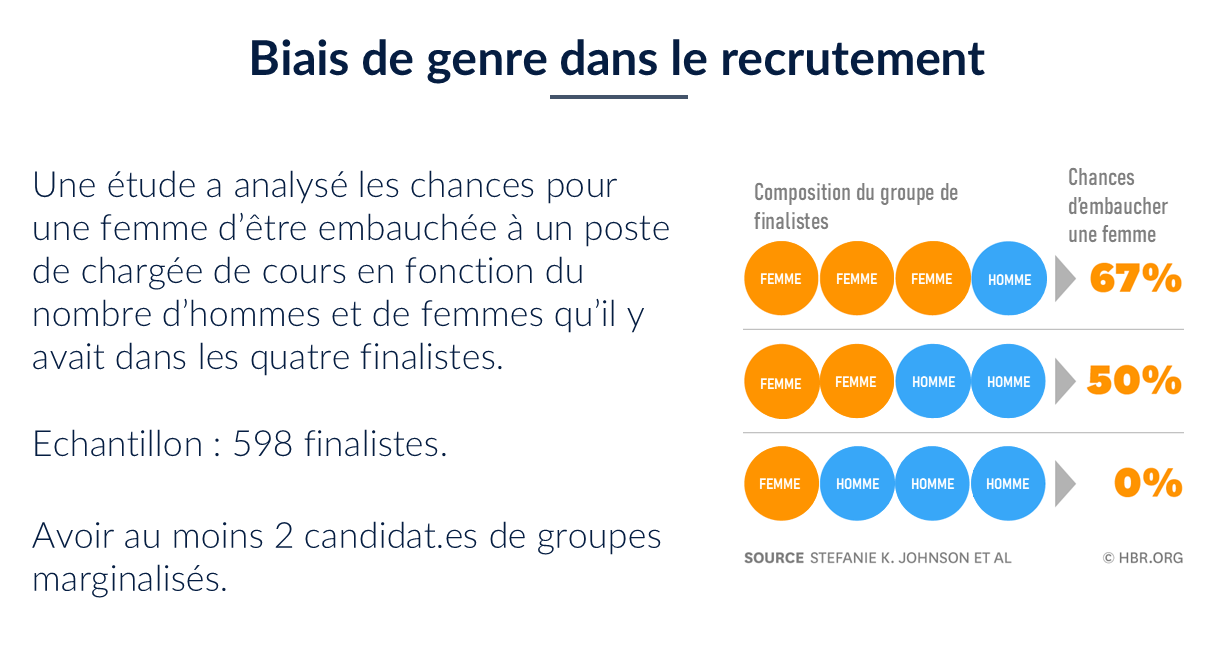 Biais de genre dans le recrutement
Une étude a analysé les chances pour
une femme d’être embauchée à un poste
de chargée de cours en fonction du
nombre d’hommes et de femmes qu’il y
avait dans les quatre finalistes.
Echantillon : 598 finalistes.
Avoir au moins 2 candidat.es de groupes
marginalisés.
Composition du groupe de
finalistes
Chances
d’embaucher
une femme
FEMME FEMME FEMME HOMME 67%
FEMME FEMME HOMME HOMME 50%
FEMME HOMME HOMME HOMME 0%
SOURCE STEFANIE K. JOHNSON ET AL © HBR.ORG